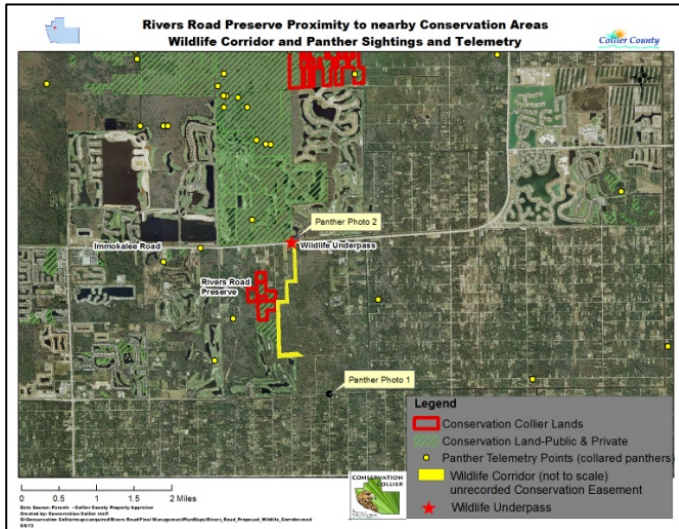 Rivers Road Preserve Proximity to nearby Conservation Areas
Wildlife Corridor and Panther Sightings and Telemetry
Collier County
Panther Photo 2
Immokalee Road
Wildlife Underpass
Rivers Road
Preserve
Panther Photo 1
Legend
Conservation Collier Lands
Conservation Land-Public & Private
Panther Telemetry Points (collared panthers)
Wildlife Corridor (not to scale)
unrecorded Conservation Easement
Wildlife Underpass
0 0.5 1 2 Miles
Data Source: Parcels - Collier County Property Appraiser
Created by: Conservation Collier staff
CONSERVATION
COLLIER